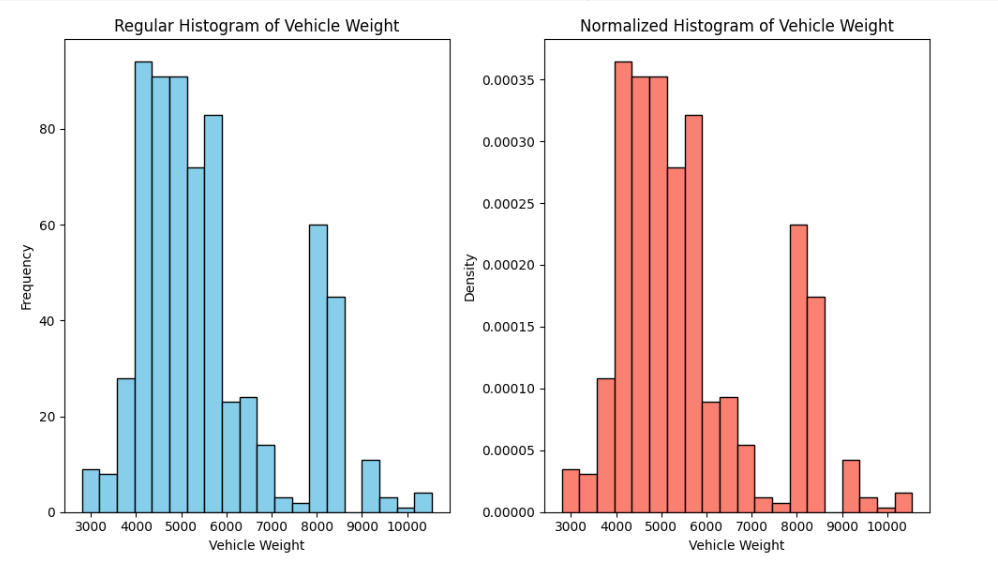 Regular Histogram of Vehicle Weight
Frequency
80
60
40
20
0
3000 4000 5000 6000 7000 8000 9000 10000
Vehicle Weight
Normalized Histogram of Vehicle Weight
Density
0.00035
0.00030
0.00025
0.00020
0.00015
0.00010
0.00005
0.00000
3000 4000 5000 6000 7000 8000 9000 10000
Vehicle Weight